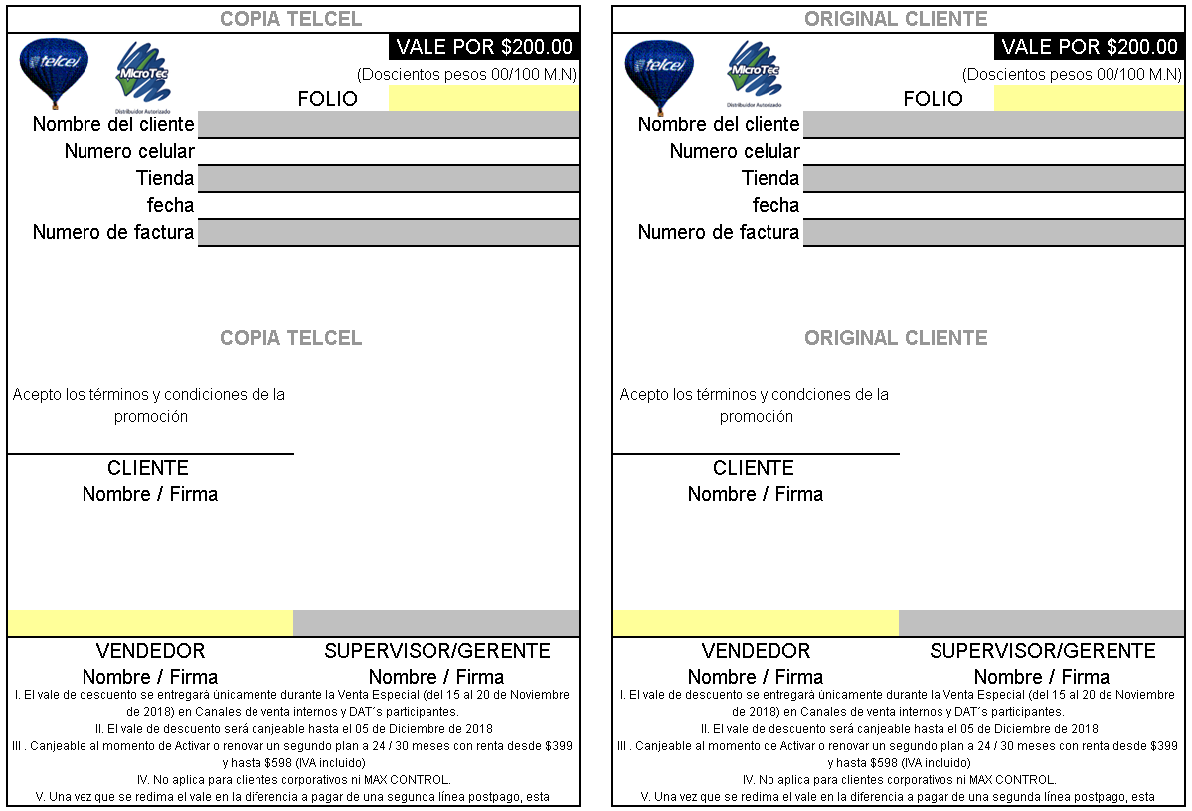 COPIA TELCEL
telcel
MicroTec
Distribuidor Autorizado
VALE POR $200.00
(Doscientos pesos 00/100 M.N)
FOLIO
Nombre del cliente
Numero celular
Tienda
fecha
Numero de factura
COPIA TELCEL
Acepto los términos y condiciones de la
promoción
CLIENTE
Nombre / Firma
VENDEDOR
Nombre / Firma
SUPERVISOR/GERENTE
Nombre / Firma
I. El vale de descuento se entregará únicamente durante la Venta Especial (del 15 al 20 de Noviembre
de 2018) en Canales de venta internos y DAT´s participantes.
II. El vale de descuento será canjeable hasta el 05 de Diciembre de 2018
III . Canjeable al momento de Activar o renovar un segundo plan a 24 / 30 meses con renta desde $399
y hasta $598 (IVA incluido)
IV. No aplica para clientes corporativos ni MAX CONTROL.
V. Una vez que se redima el vale en la diferencia a pagar de una segunda línea postpago, esta
ORIGINAL CLIENTE
telcel
MicroTec
Distribuidor Autorizado
VALE POR $200.00
(Doscientos pesos 00/100 M.N)
FOLIO
Nombre del cliente
Numero celular
Tienda
fecha
Numero de factura
ORIGINAL CLIENTE
Acepto los términos y condciones de la
promoción
CLIENTE
Nombre / Firma
VENDEDOR
Nombre / Firma
SUPERVISOR/GERENTE
Nombre / Firma
I. El vale de descuento se entregará únicamente durante la Venta Especial (del 15 al 20 de Noviembre
de 2018) en Canales de venta internos y DAT´s participantes.
II. El vale de descuento será canjeable hasta el 05 de Diciembre de 2018
III . Canjeable al momento de Activar o renovar un segundo plan a 24 / 30 meses con renta desde $399
y hasta $598 (IVA incluido)
IV. No aplica para clientes corporativos ni MAX CONTROL.
V. Una vez que se redima el vale en la diferencia a pagar de una segunda línea postpago, esta